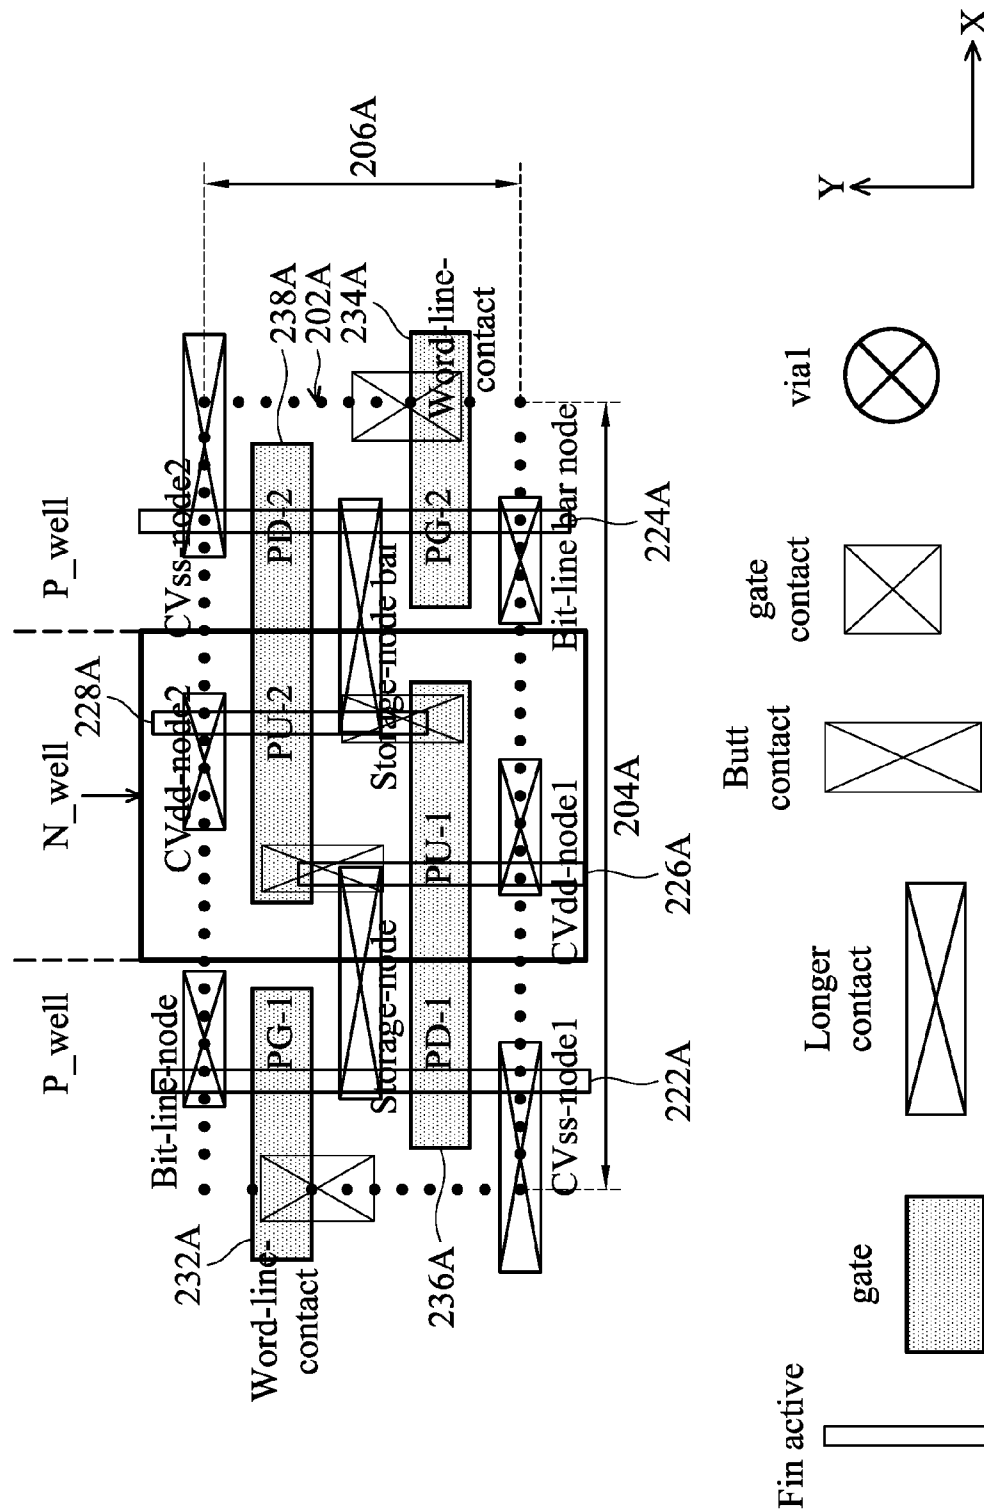 P_well
N_well
P_well
228A
206A
Bit-line-node
CVdd-node2
CVss-node2
238A
202A
234A
232A
PG-1
PU-2
PD-2
Word-line-
contact
Storage-node
Storage-node bar
Word-line-
contact
236A
PD-1
PU-1
PG-2
CVss-node1
CVdd-node1
Bit-line bar node
222A
226A
204A
224A
Y
X
Fin active
gate
Longer
contact
Butt
contact
gate
contact
via1